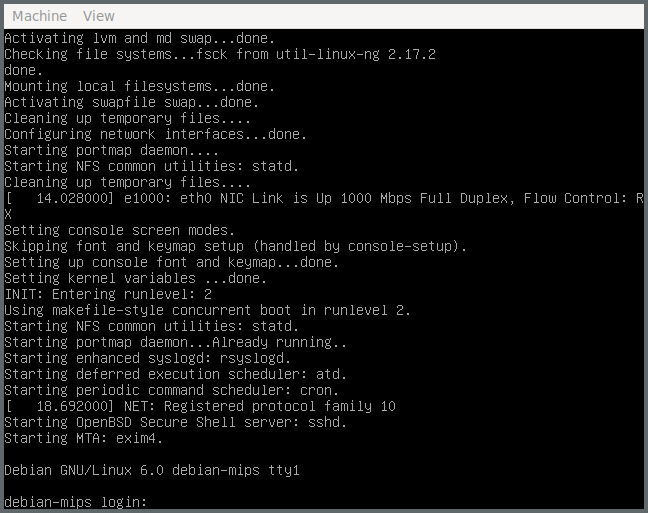 Machine View
Activating lvm and md swap...done.
Checking file systems...fsck from util-linux-ng 2.17.2
done.
Mounting local filesystems...done.
Activating swapfile swap...done.
Cleaning up temporary files....
Configuring network interfaces...done.
Starting portmap daemon....
Starting NFS common utilities: statd.
Cleaning up temporary files....
[   14.028000] e1000: eth0 NIC Link is Up 1000 Mbps Full Duplex, Flow Control: R
X
Setting console screen modes.
Skipping font and keymap setup (handled by console-setup).
Setting up console font and keymap...done.
Setting kernel variables ...done.
INIT: Entering runlevel: 2
Using makefile-style concurrent boot in runlevel 2.
Starting NFS common utilities: statd.
Starting portmap daemon...Already running..
Starting enhanced syslogd: rsyslogd.
Starting deferred execution scheduler: atd.
Starting periodic command scheduler: cron.
[   18.692000] NET: Registered protocol family 10
Starting OpenBSD Secure Shell server: sshd.
Starting MTA: exim4.
Debian GNU/Linux 6.0 debian-mips tty1
debian-mips login: